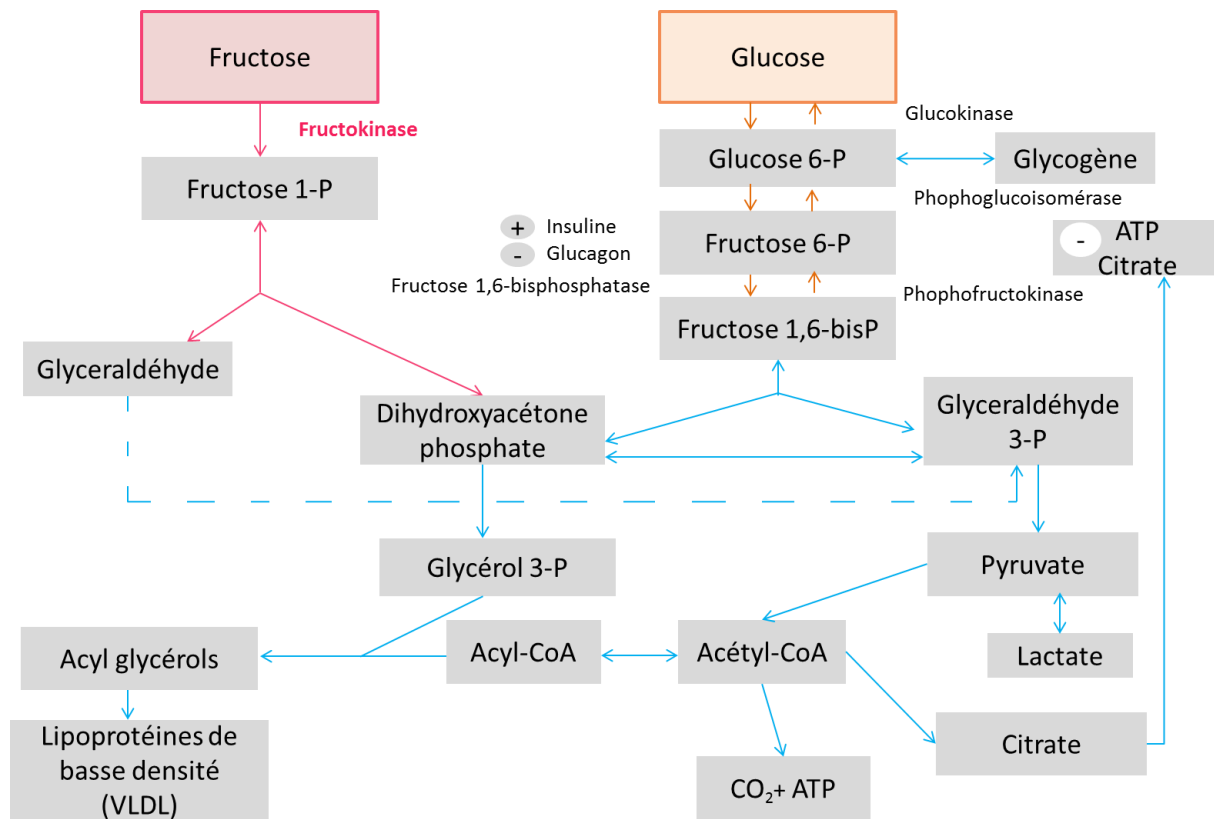 Fructose
Glucose
Fructokinase
Glucokinase
Fructose 1-P
Glucose 6-P
Glycogène
Phophoglucoisomérase
+ Insuline
- Glucagon
Fructose 6-P
- ATP
Citrate
Fructose 1,6-bisphosphatase
Phophofructokinase
Fructose 1,6-bisP
Glyceraldéhyde
Dihydroxyacétone
phosphate
Glyceraldéhyde
3-P
Glycérol 3-P
Pyruvate
Acyl glycérols
Acyl-CoA
Acétyl-CoA
Lactate
Lipoprotéines de
basse densité
(VLDL)
CO₂+ ATP
Citrate